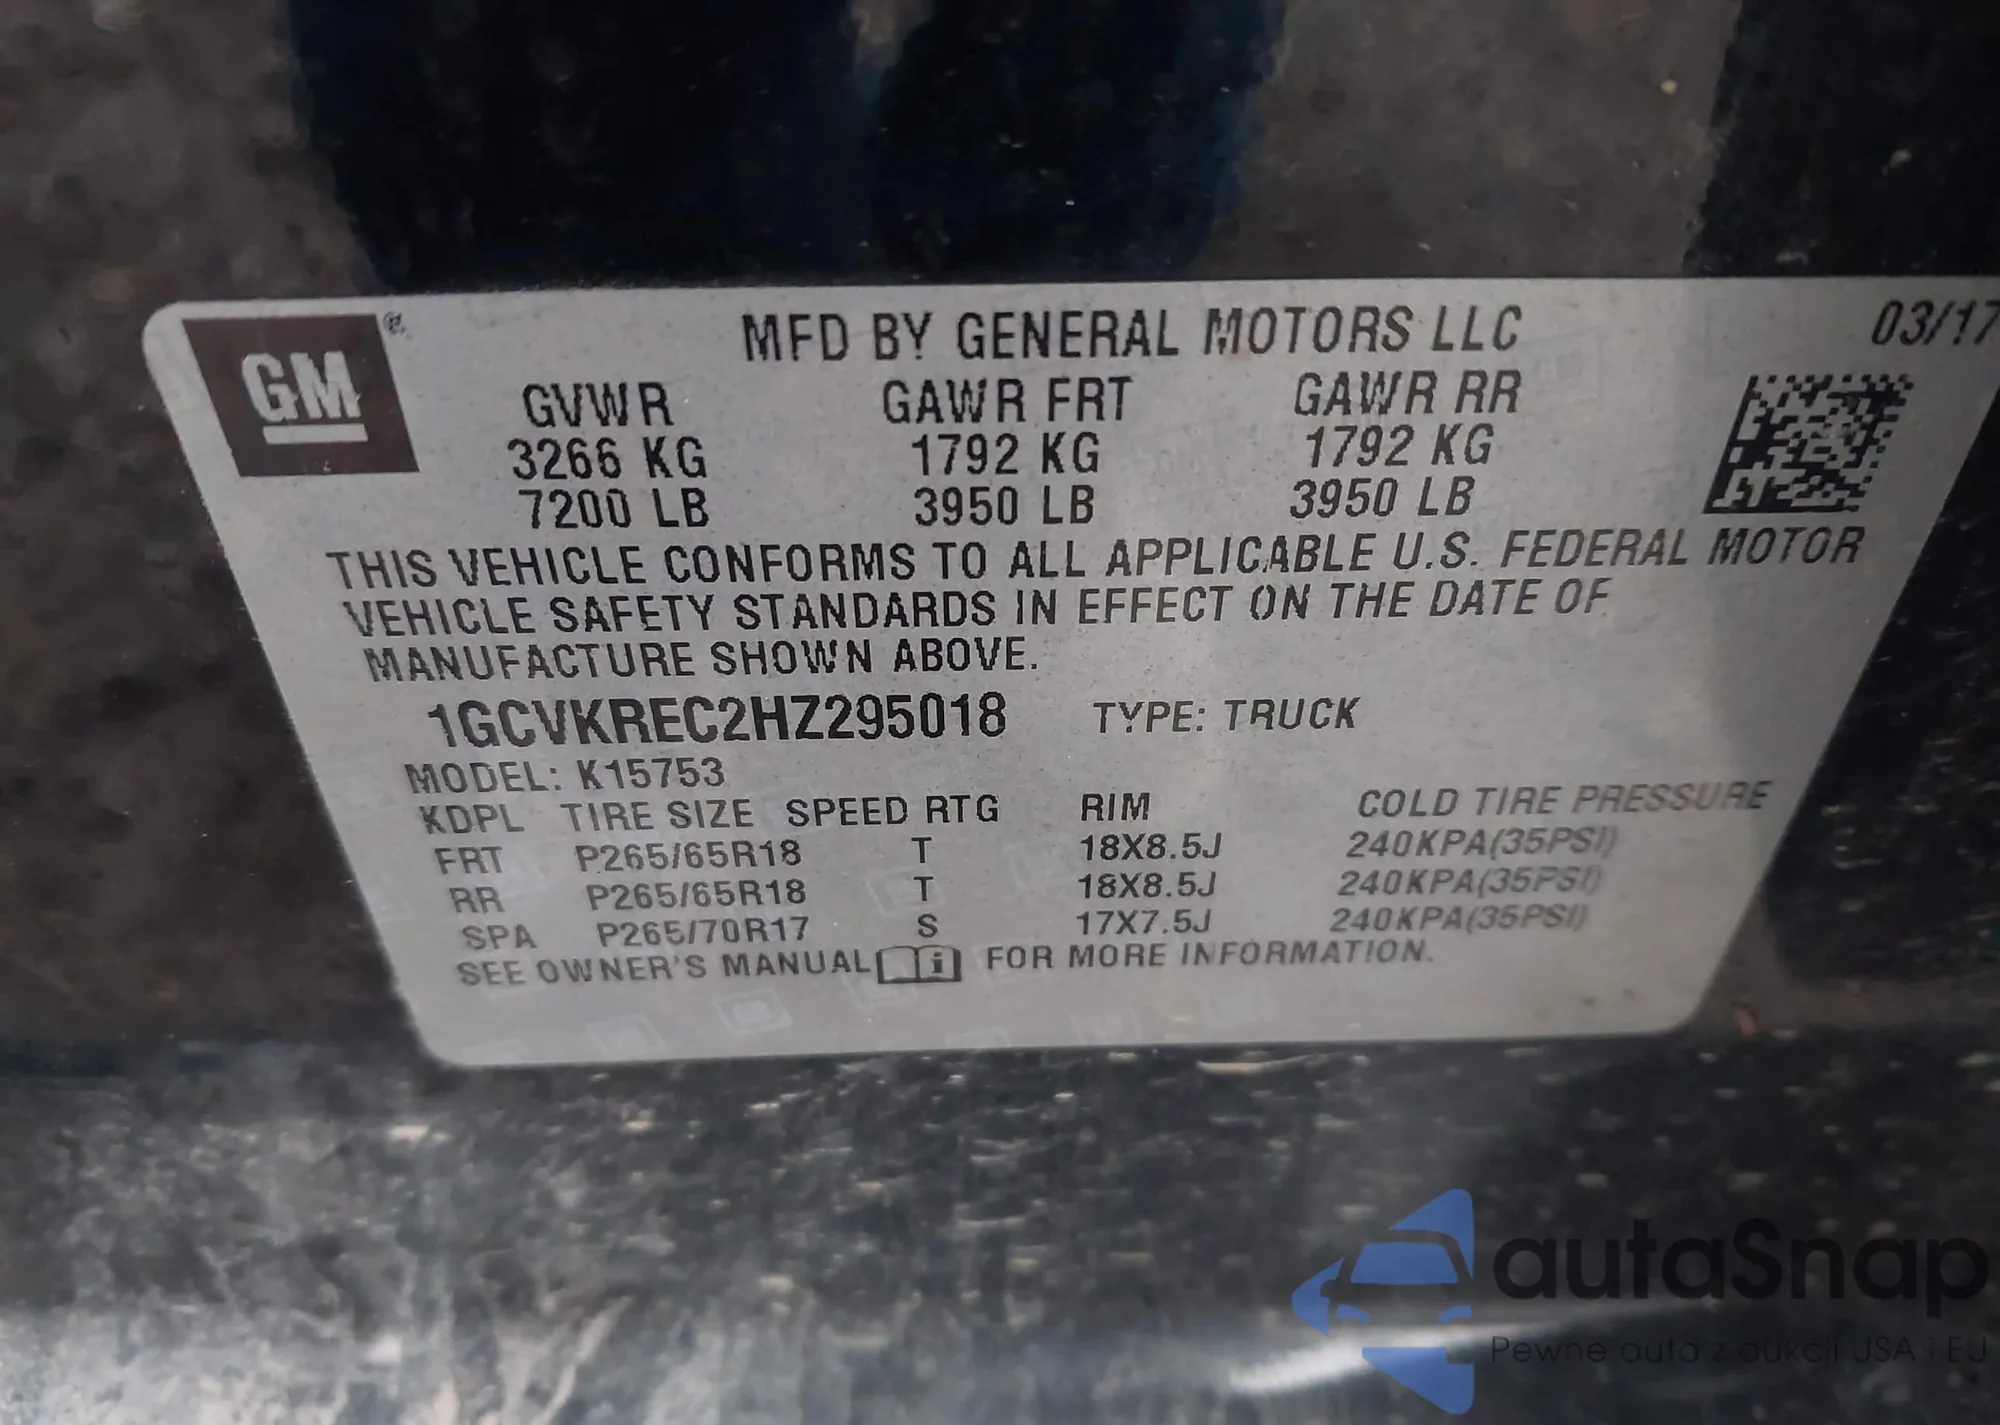 GM ®
MFD BY GENERAL MOTORS LLC 03/17
GVWR GAWR FRT GAWR RR
3266 KG 1792 KG 1792 KG
7200 LB 3950 LB 3950 LB
THIS VEHICLE CONFORMS TO ALL APPLICABLE U.S. FEDERAL MOTOR
VEHICLE SAFETY STANDARDS IN EFFECT ON THE DATE OF
MANUFACTURE SHOWN ABOVE.
1GCVKREC2HZ295018 TYPE: TRUCK
MODEL: K15753
KDPL TIRE SIZE SPEED RTG RIM COLD TIRE PRESSURE
FRT P265/65R18 T 18X8.5J 240KPA(35PSI)
RR P265/65R18 T 18X8.5J 240KPA(35PSI)
SPA P265/70R17 S 17X7.5J 240KPA(35PSI)
SEE OWNER'S MANUAL i FOR MORE INFORMATION.
autaSnap
Pewne auta z aukcji USA i EU